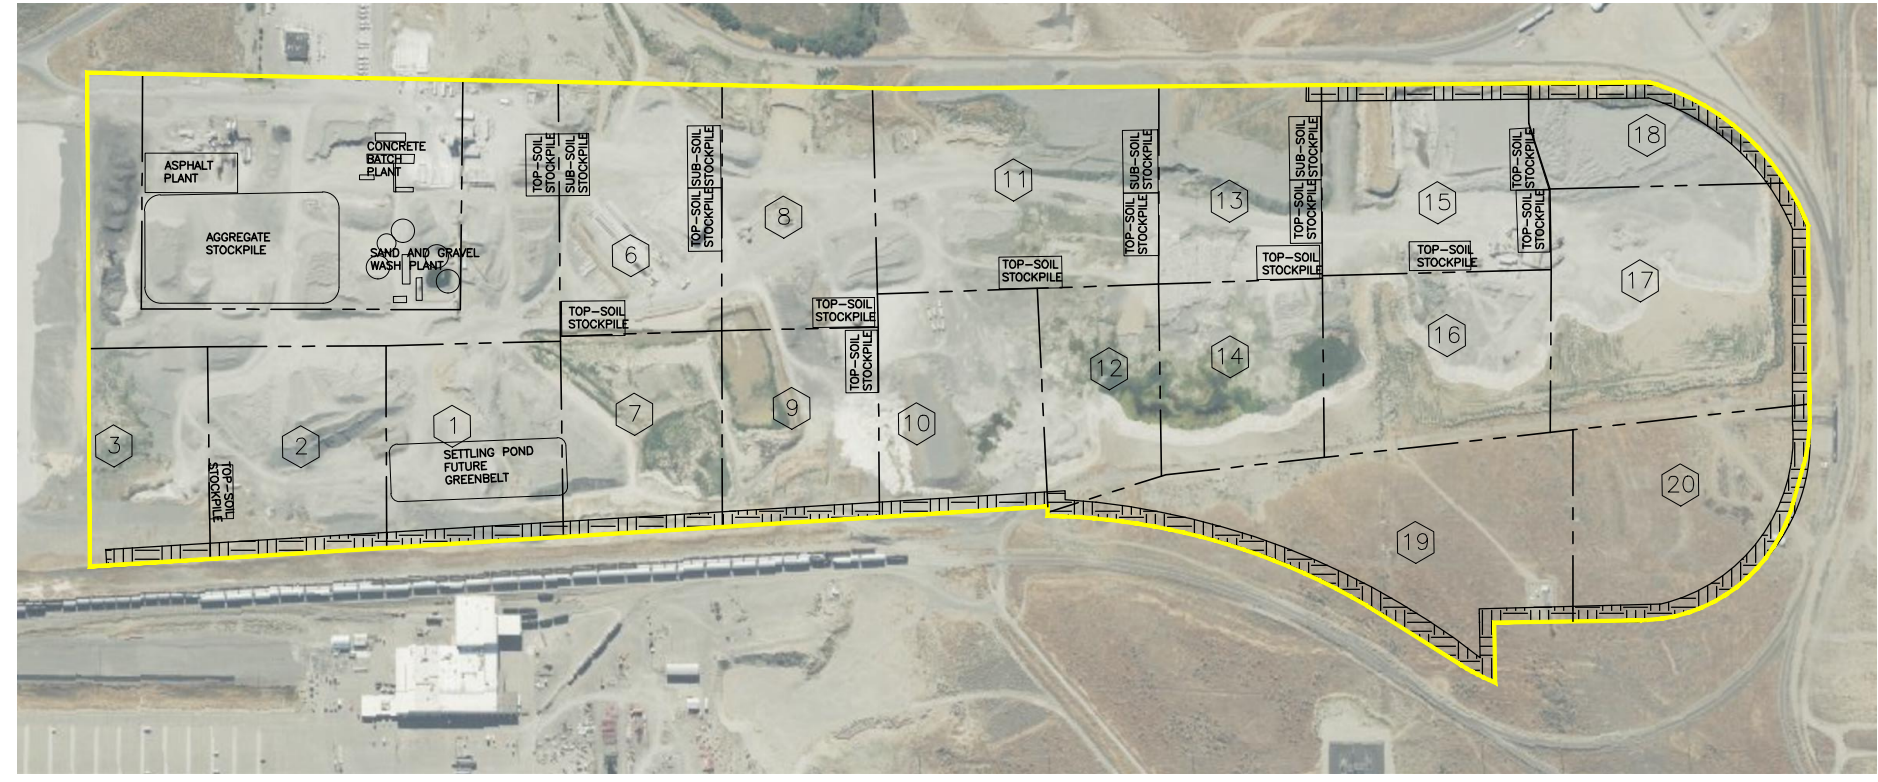 ASPHALT
PLANT
CONCRETE
BATCH
PLANT
AGGREGATE
STOCKPILE
SAND AND GRAVEL
WASH PLANT
TOP-SOIL
STOCKPILE
SUB-SOIL
STOCKPILE
SUB-SOIL
STOCKPILE
TOP-SOIL
STOCKPILE
6
8
TOP-SOIL
STOCKPILE
TOP-SOIL
STOCKPILE
TOP-SOIL
STOCKPILE
11
TOP-SOIL
STOCKPILE
SUB-SOIL
STOCKPILE
TOP-SOIL
STOCKPILE
13
SUB-SOIL
STOCKPILE
TOP-SOIL
STOCKPILE
TOP-SOIL
STOCKPILE
15
TOP-SOIL
STOCKPILE
TOP-SOIL
STOCKPILE
TOP-SOIL
STOCKPILE
18
17
3
TOP-SOIL
STOCKPILE
2
1
SETTLING POND
FUTURE
GREENBELT
7
9
10
12
14
16
19
20